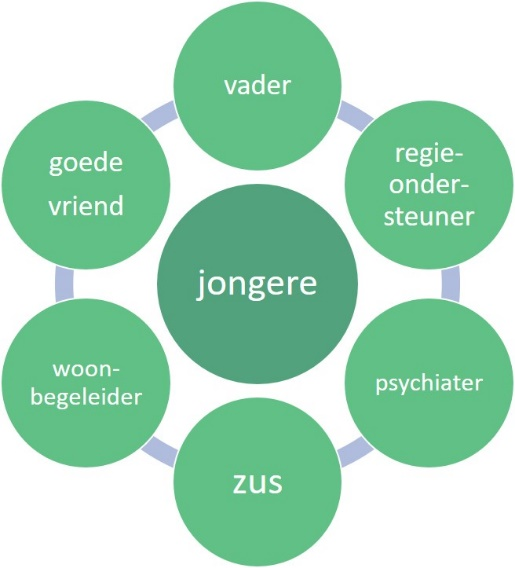 vader
goede
vriend
regie-
onder-
steuner
jongere
woon-
begeleider
psychiater
zus